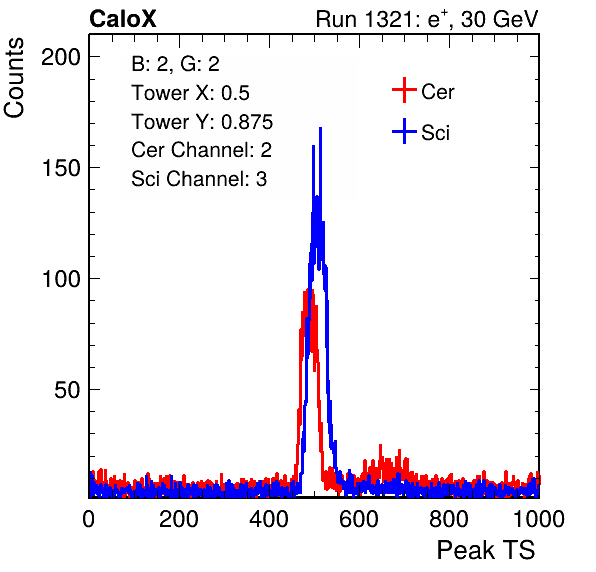 CaloX Run 1321: e⁺, 30 GeV
Counts
B: 2, G: 2
Tower X: 0.5
Tower Y: 0.875
Cer Channel: 2
Sci Channel: 3
Cer
Sci
200
150
100
50
0 200 400 600 800 1000
Peak TS